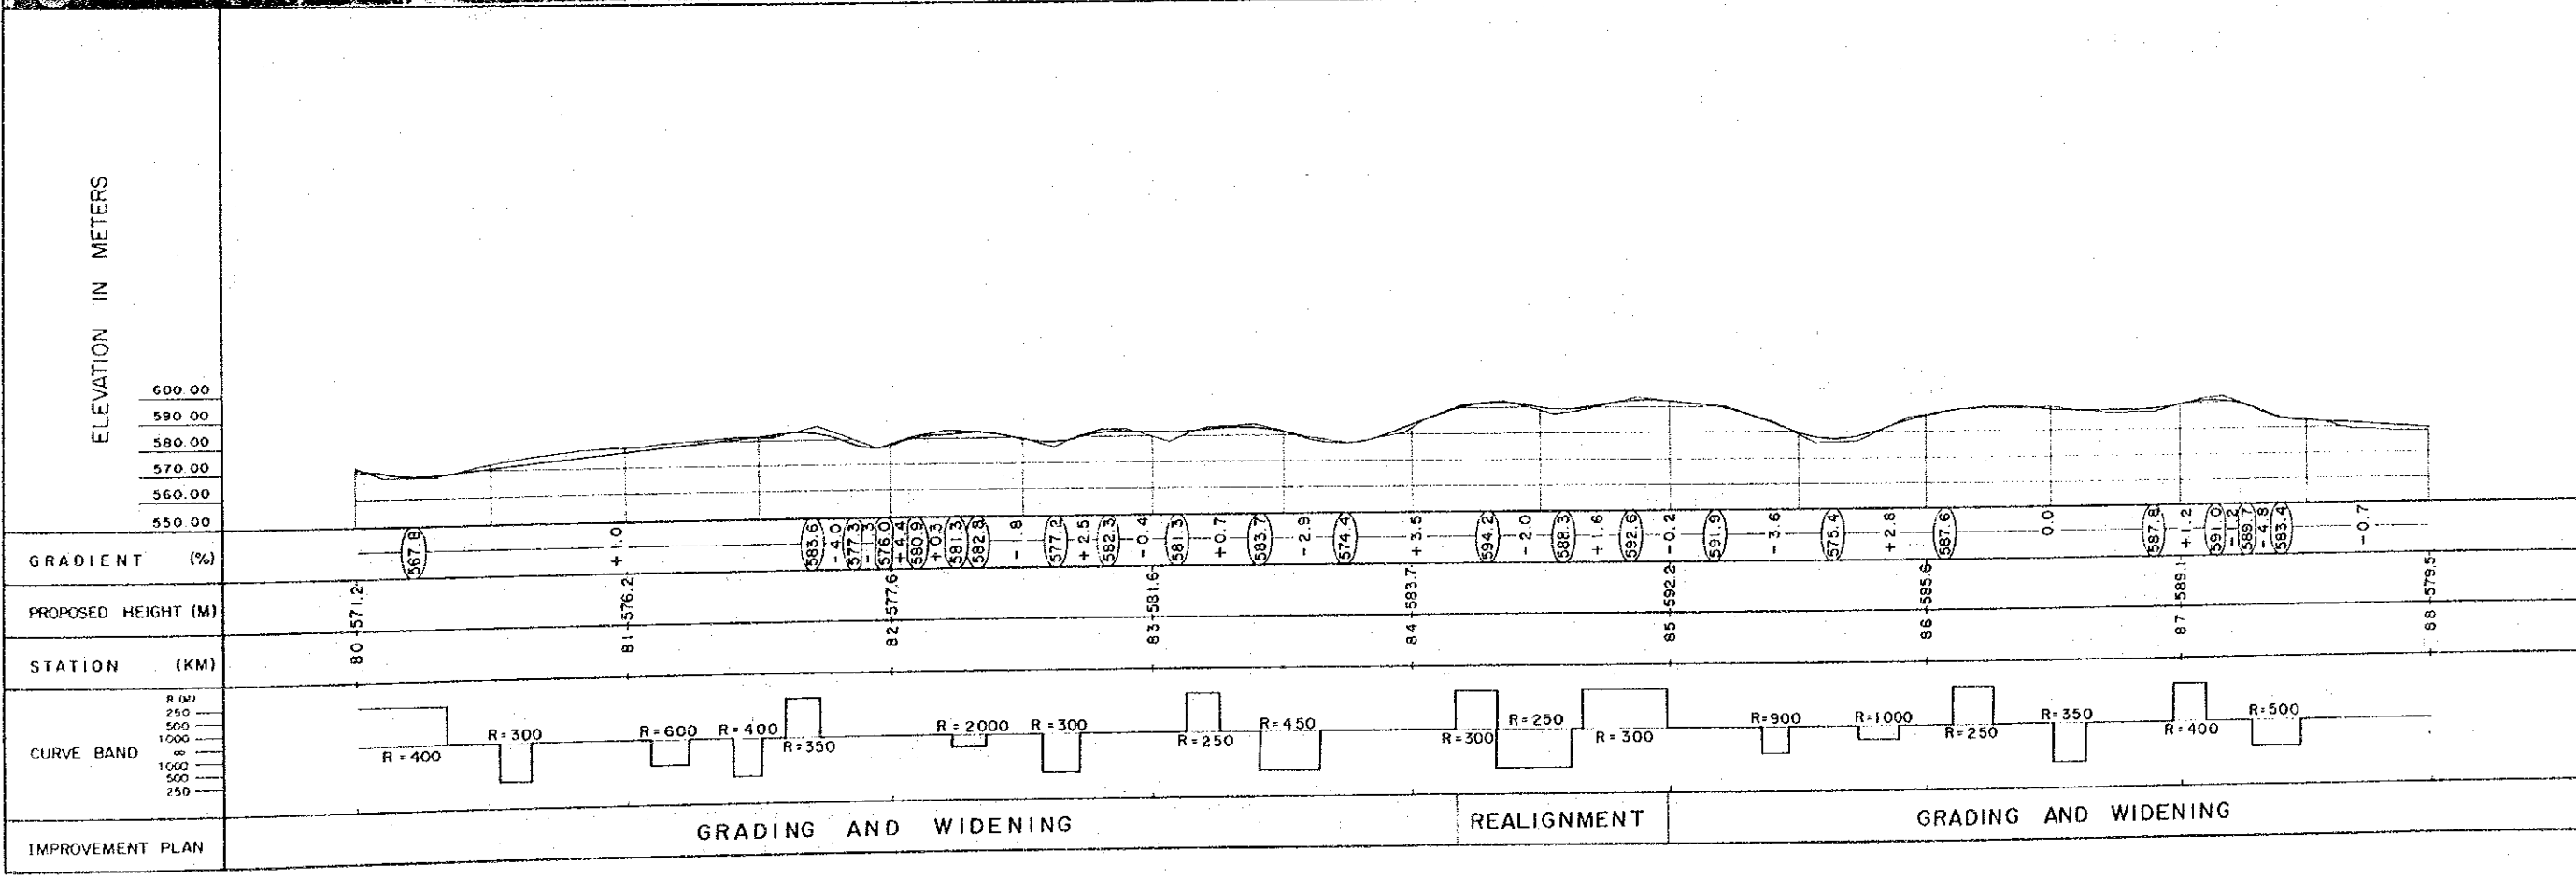 ELEVATION IN METERS
600.00
590.00
580.00
570.00
560.00
550.00
GRADIENT (%)
567.8 +1.0 583.6 -4.0 577.3 -1.3 576.0 +4.4 580.9 +0.3 581.3 582.8 -1.8 577.2 +2.5 582.3 -0.4 581.3 +0.7 583.7 -2.9 574.4 +3.5 594.2 -2.0 588.3 +1.6 592.6 -0.2 591.9 -3.6 575.4 +2.8 587.6 0.0 587.8 +1.2 591.0 -1.2 589.7 -4.8 583.4 -0.7
PROPOSED HEIGHT (M)
571.2 576.2 577.6 581.6 583.7 592.2 585.6 589.1 579.5
STATION (KM)
80 81 82 83 84 85 86 87 88
CURVE BAND
R (M)
250
500
1000
∞
1000
500
250
R=400 R=300 R=600 R=400 R=350 R=2000 R=300 R=250 R=450 R=300 R=250 R=300 R=900 R=1000 R=250 R=350 R=400 R=500
IMPROVEMENT PLAN
GRADING AND WIDENING REALIGNMENT GRADING AND WIDENING